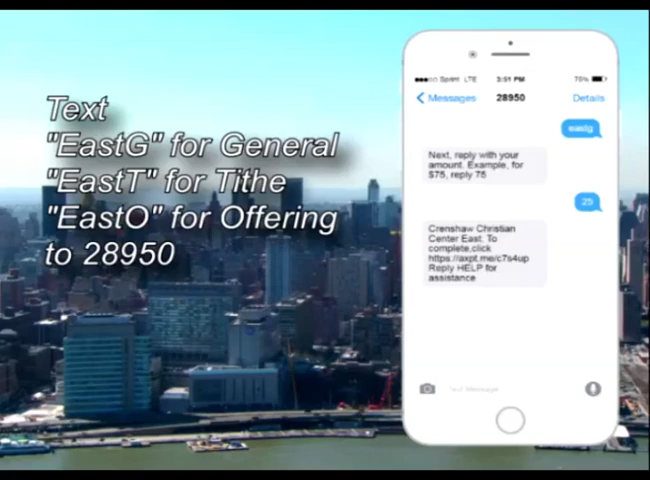 Text
"EastG" for General
"EastT" for Tithe
"EastO" for Offering
to 28950
Sprint LTE 3:51 PM 70%
Messages 28950 Details
eastg
Next, reply with your
amount. Example, for
$75, reply 75
25
Crenshaw Christian
Center East. To
complete,click
https://axpt.me/c7s4up
Reply HELP for
assistance
Text Message